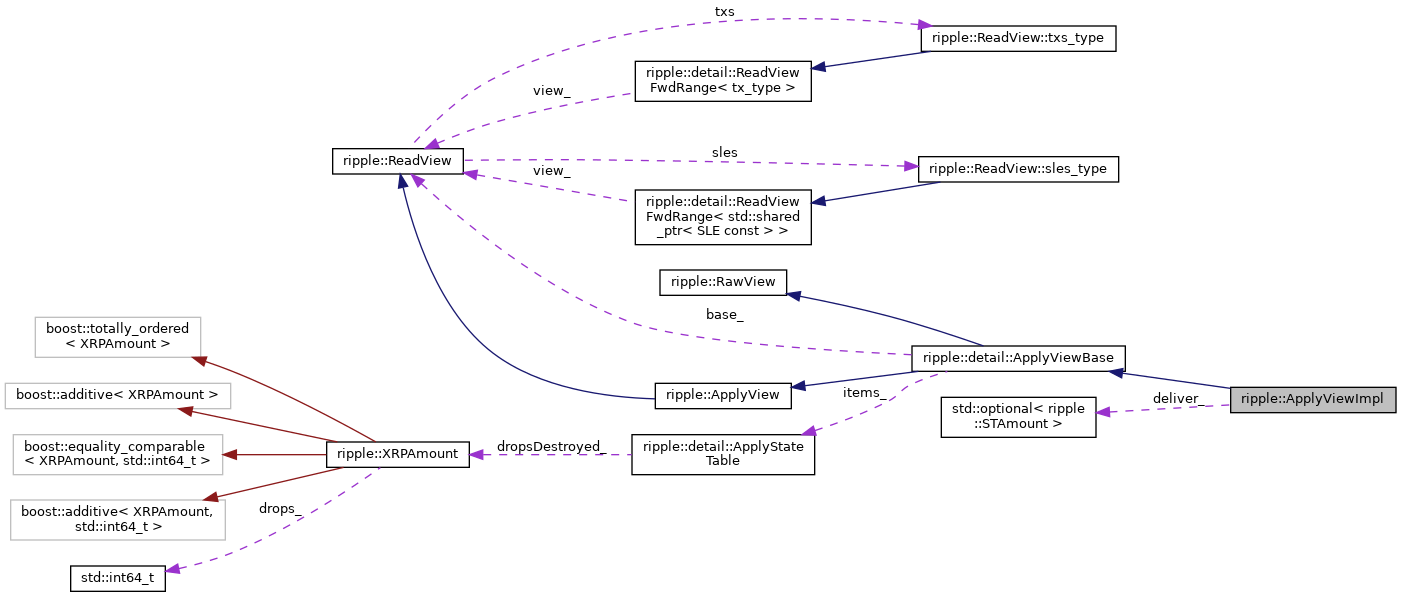 txs
ripple::ReadView::txs_type
ripple::detail::ReadView
FwdRange< tx_type >
view_
ripple::ReadView
sles
ripple::ReadView::sles_type
view_
ripple::detail::ReadView
FwdRange< std::shared
_ptr< SLE const > >
ripple::RawView
base_
boost::totally_ordered
< XRPAmount >
ripple::detail::ApplyViewBase
boost::additive< XRPAmount >
ripple::ApplyView
items_
std::optional< ripple
::STAmount >
deliver_
ripple::ApplyViewImpl
boost::equality_comparable
< XRPAmount, std::int64_t >
ripple::XRPAmount
dropsDestroyed_
ripple::detail::ApplyState
Table
boost::additive< XRPAmount,
std::int64_t >
drops_
std::int64_t